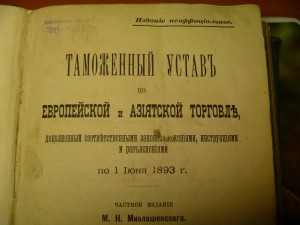 Изданіе неоффиціальное.
ТАМОЖЕННЫЙ УСТАВЪ
ПО
ЕВРОПЕЙСКОЙ и АЗІЯТСКОЙ ТОРГОВЛѢ,
дополненный соотвѣтственными узаконеніями, инструкціями
и разъясненіями
по 1 Іюня 1893 г.
ЧАСТНОЕ ИЗДАНІЕ
М. Н. Миклашевскаго.